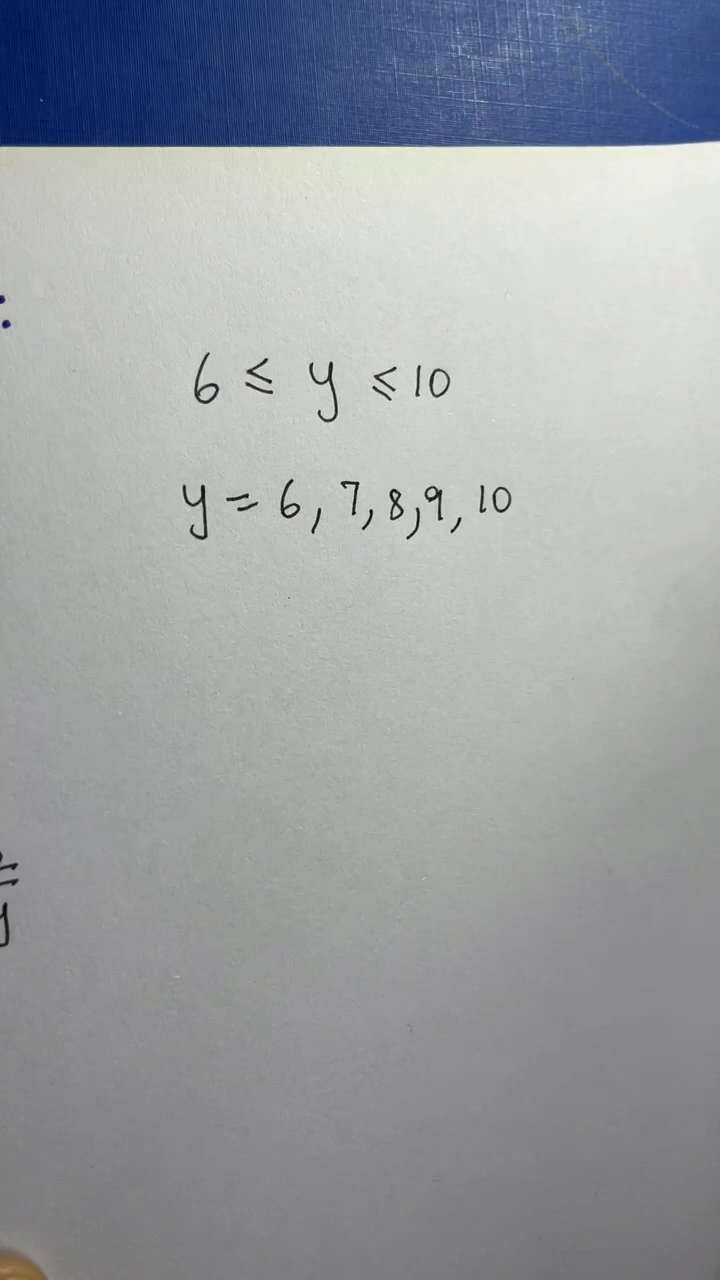 6 ≤ y ≤ 10
y = 6, 7, 8, 9, 10